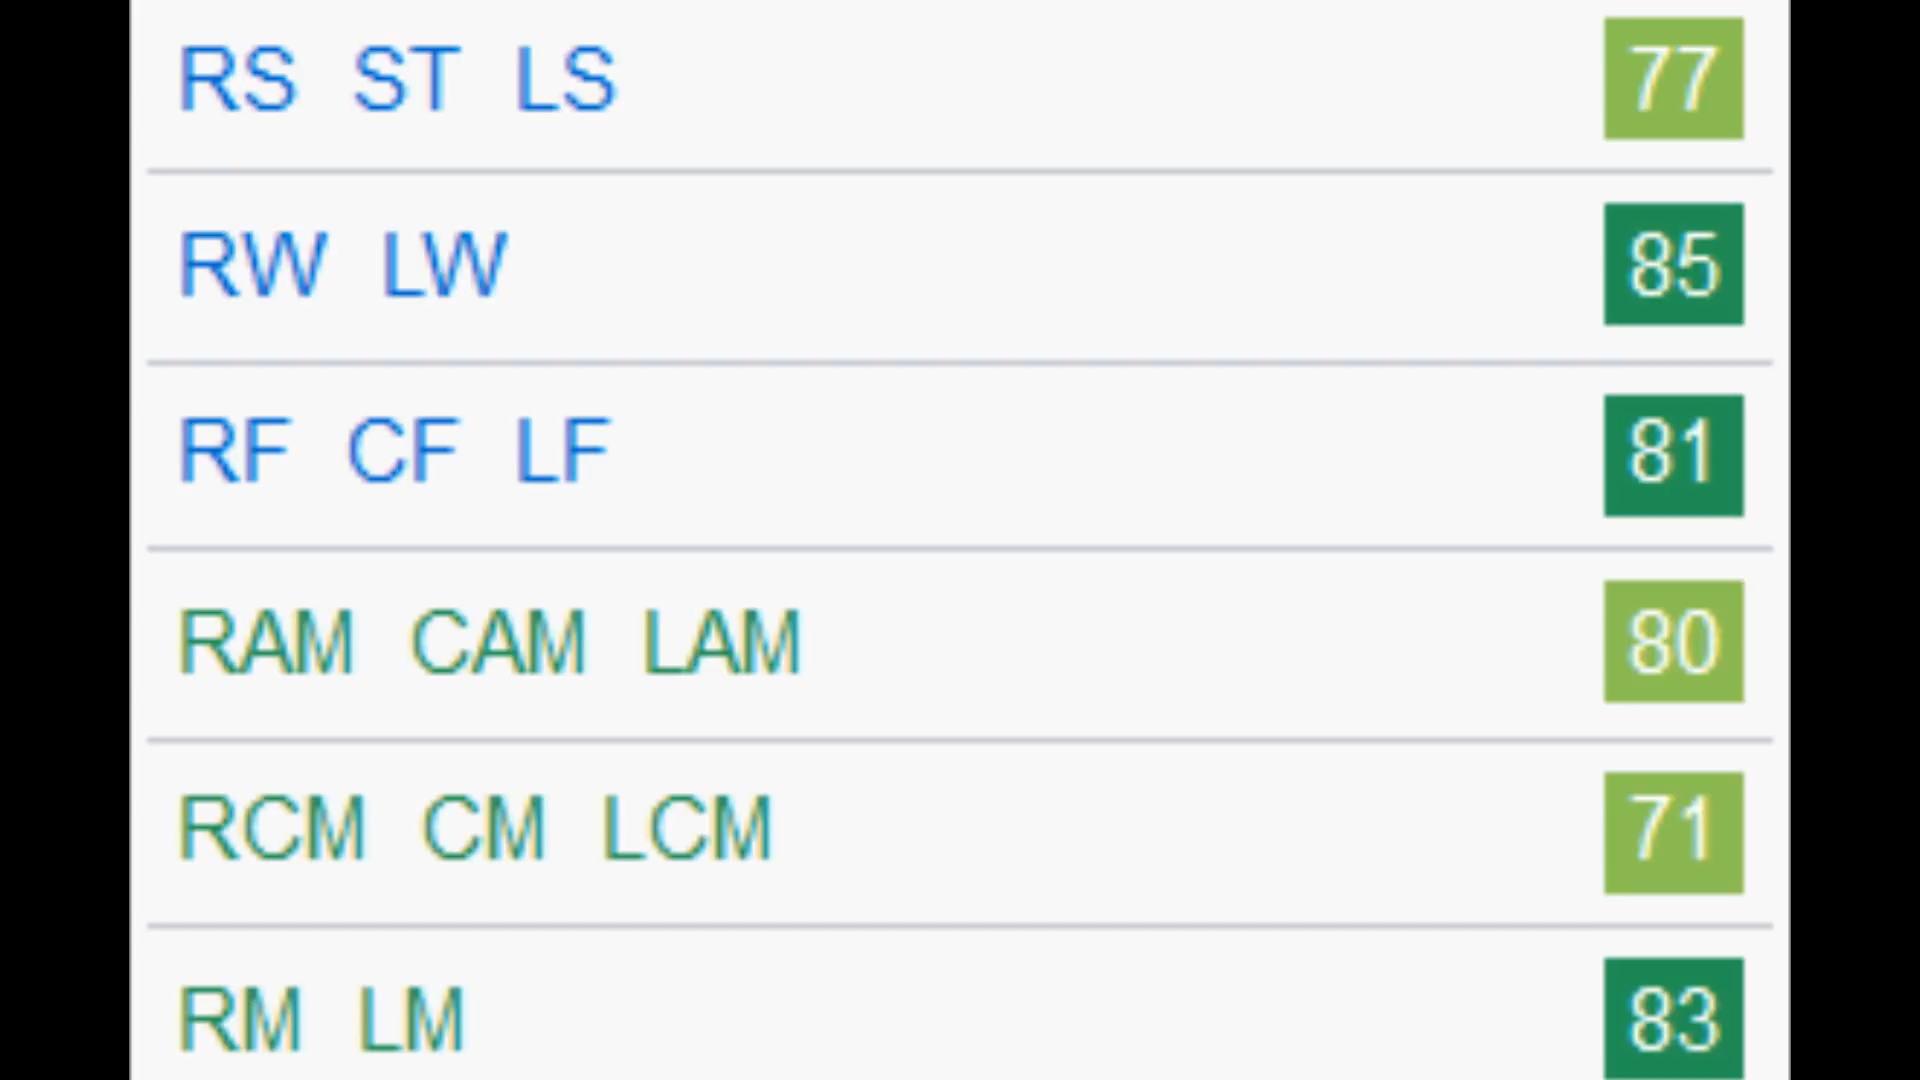 RS ST LS 77
RW LW 85
RF CF LF 81
RAM CAM LAM 80
RCM CM LCM 71
RM LM 83